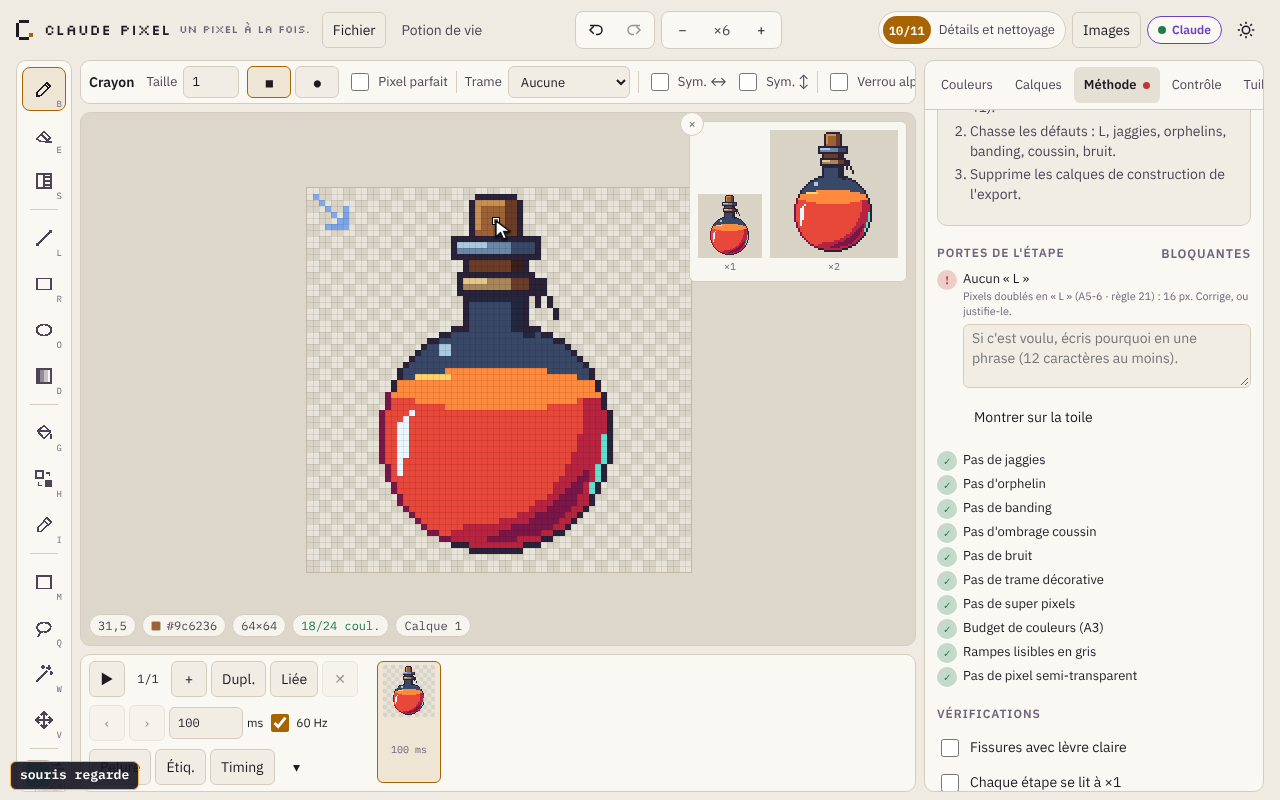 CLAUDE PIXEL UN PIXEL À LA FOIS. Fichier Potion de vie − ×6 + 10/11 Détails et nettoyage Images Claude
Crayon Taille 1 Pixel parfait Trame Aucune Sym. ↔ Sym. ↕ Verrou alp
B
E
S
L
R
O
D
G
H
I
M
Q
W
V
×
×1 ×2
31,5 #9c6236 64×64 18/24 coul. Calque 1
1/1 + Dupl. Liée ×
‹ › 100 ms 60 Hz
Étiq. Timing ▼
100 ms
souris regarde
Couleurs Calques Méthode Contrôle Tuil
2. Chasse les défauts : L, jaggies, orphelins,
banding, coussin, bruit.
3. Supprime les calques de construction de
l'export.
PORTES DE L'ÉTAPE BLOQUANTES
! Aucun « L »
Pixels doublés en « L » (A5-6 · règle 21) : 16 px. Corrige, ou
justifie-le.
Si c'est voulu, écris pourquoi en une
phrase (12 caractères au moins).
Montrer sur la toile
✓ Pas de jaggies
✓ Pas d'orphelin
✓ Pas de banding
✓ Pas d'ombrage coussin
✓ Pas de bruit
✓ Pas de trame décorative
✓ Pas de super pixels
✓ Budget de couleurs (A3)
✓ Rampes lisibles en gris
✓ Pas de pixel semi-transparent
VÉRIFICATIONS
Fissures avec lèvre claire
Chaque étape se lit à ×1